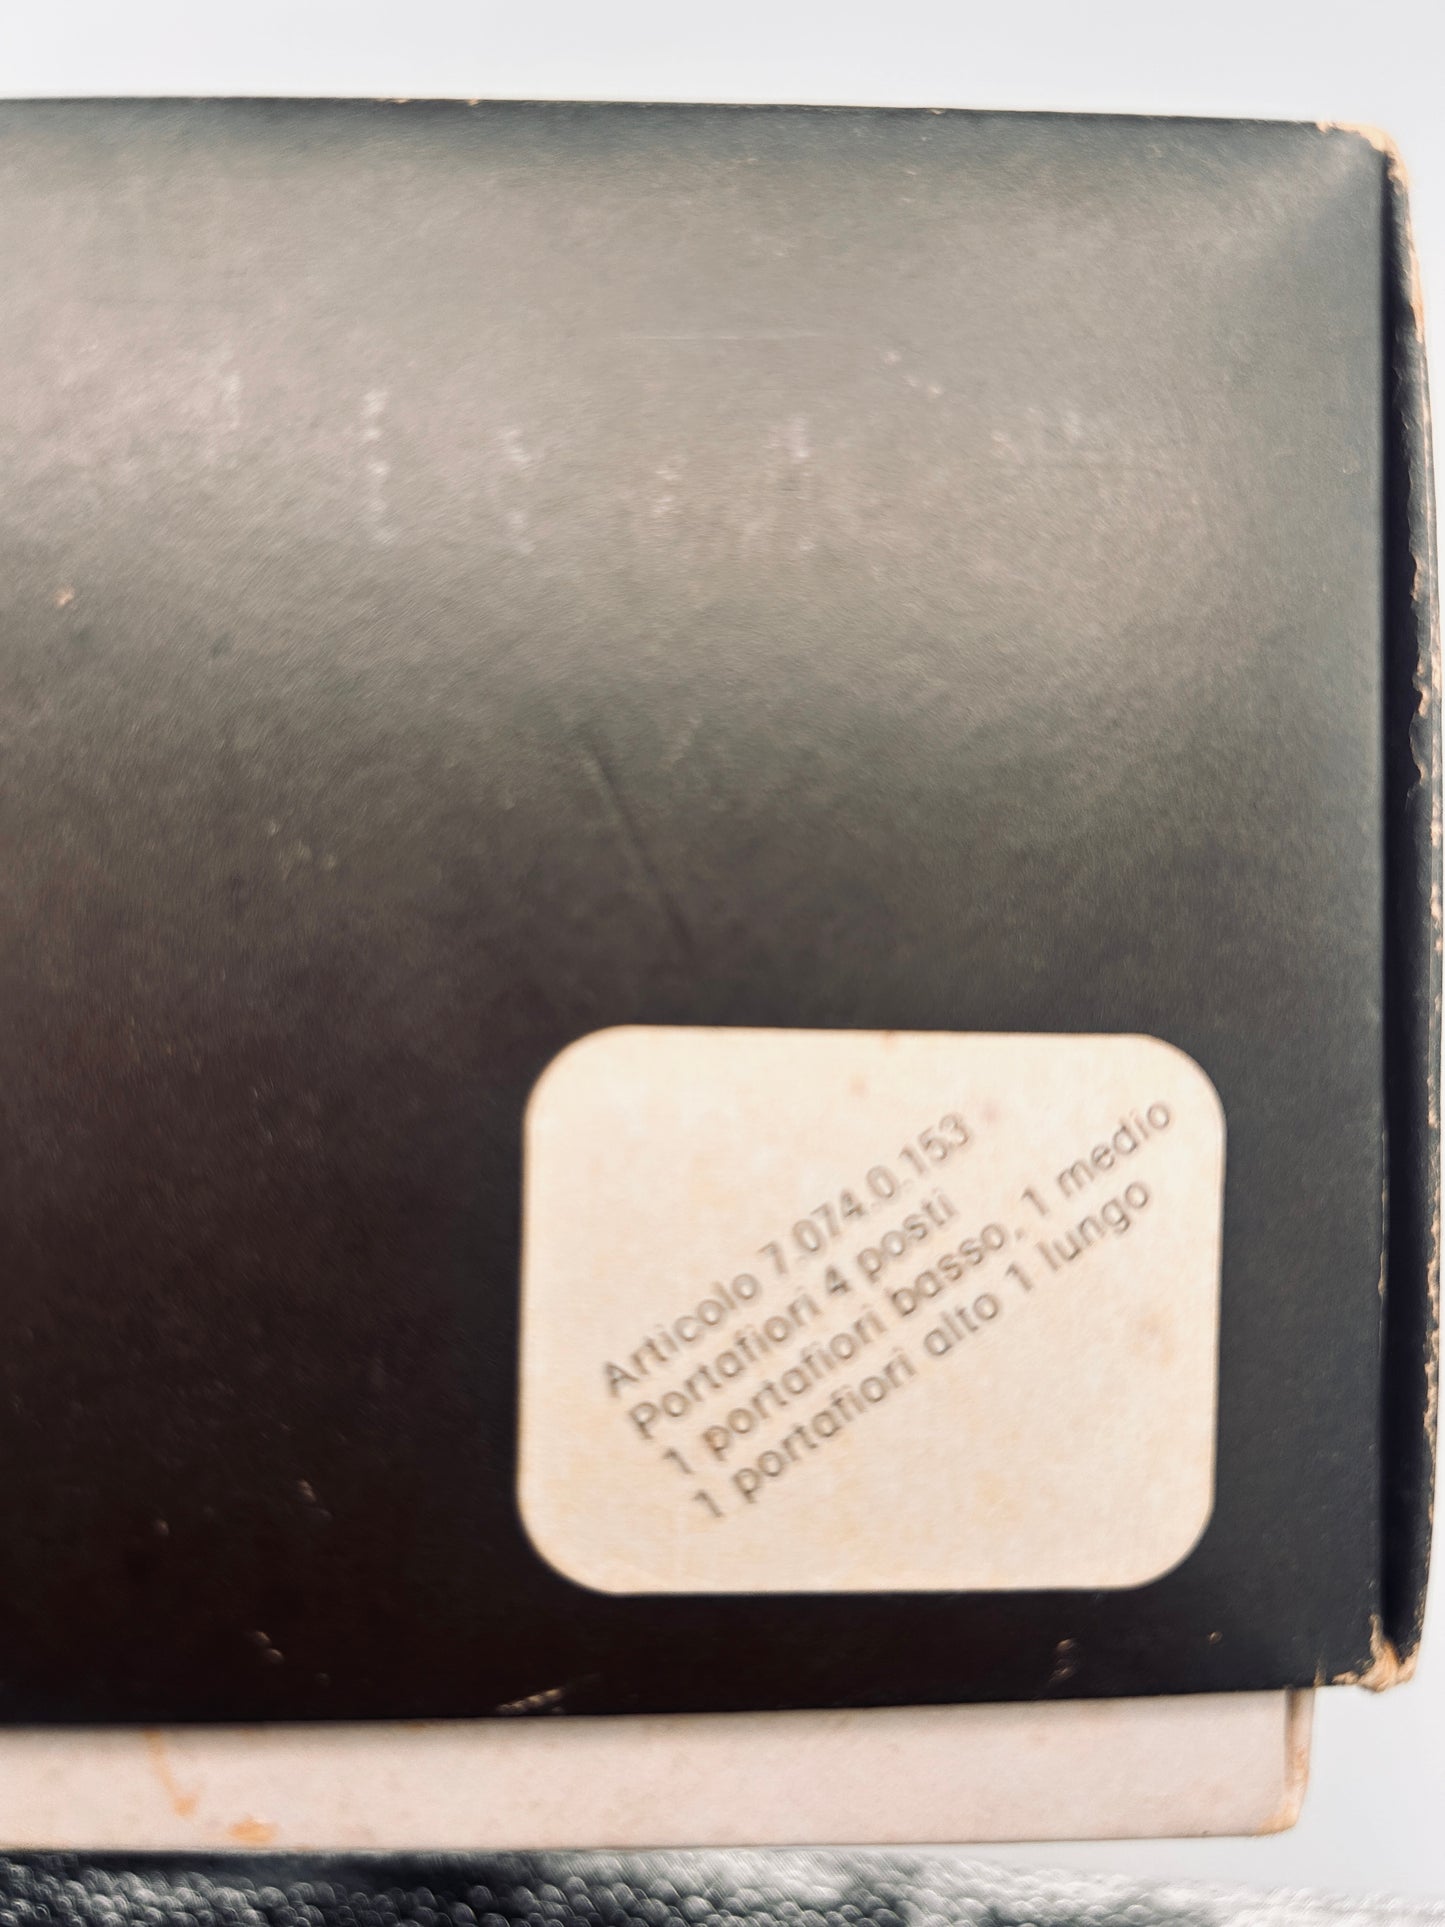 Articolo 7.074.0.153
Portafiori 4 posti
1 portafiori basso, 1 medio
1 portafiori alto 1 lungo